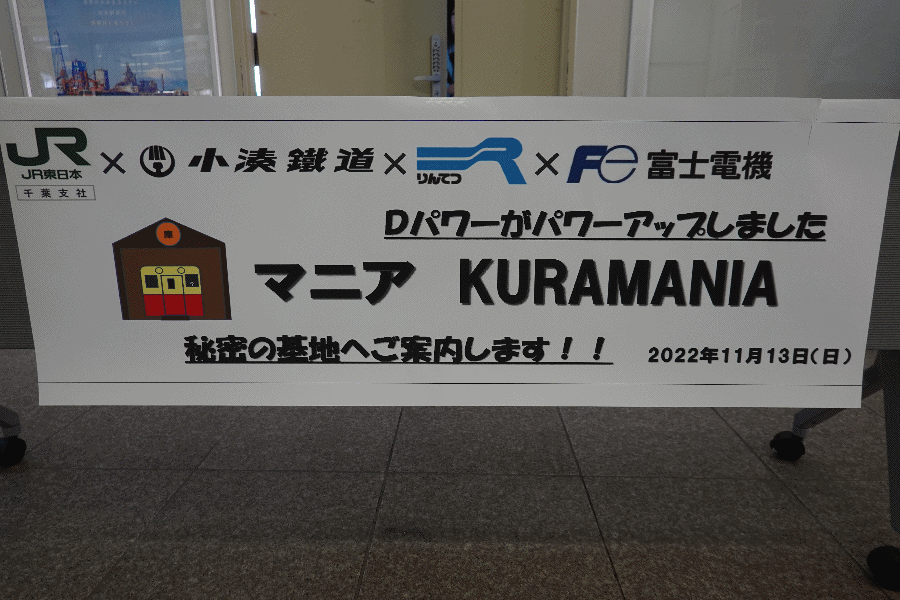 JR × 小湊鐵道 × R × Fe 富士電機
JR東日本 りんてつ
千葉支社
Dパワーがパワーアップしました
庫
マニア KURAMANIA
秘密の基地へご案内します！！ 2022年11月13日(日)